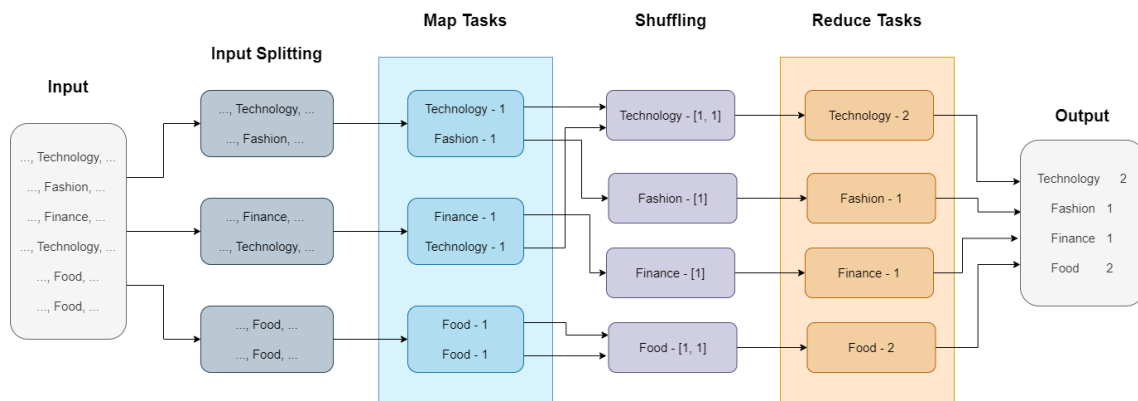 Input
..., Technology, ...
..., Fashion, ...
..., Finance, ...
..., Technology, ...
..., Food, ...
..., Food, ...
Input Splitting
..., Technology, ...
..., Fashion, ...
..., Finance, ...
..., Technology, ...
..., Food, ...
..., Food, ...
Map Tasks
Technology - 1
Fashion - 1
Finance - 1
Technology - 1
Food - 1
Food - 1
Shuffling
Technology - [1, 1]
Fashion - [1]
Finance - [1]
Food - [1, 1]
Reduce Tasks
Technology - 2
Fashion - 1
Finance - 1
Food - 2
Output
Technology 2
Fashion 1
Finance 1
Food 2